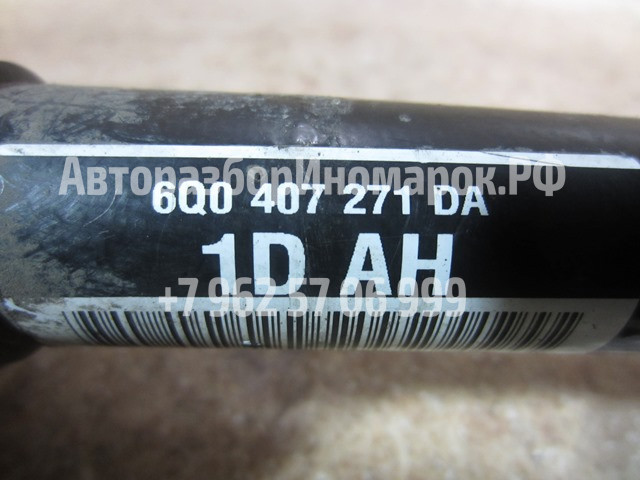 АвторазборИномарок.РФ
6Q0 407 271 DA
1D AH
+7 962 57 06 999